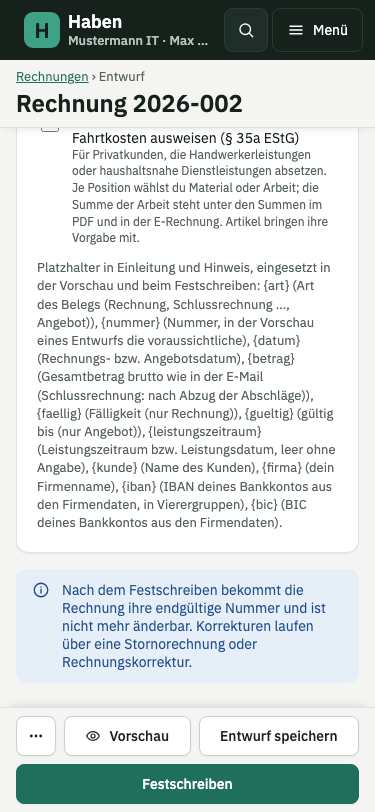 H
Haben
Mustermann IT · Max ...
Menü
Rechnungen › Entwurf
Rechnung 2026-002
Fahrtkosten ausweisen (§ 35a EStG)
Für Privatkunden, die Handwerkerleistungen
oder haushaltsnahe Dienstleistungen absetzen.
Je Position wählst du Material oder Arbeit; die
Summe der Arbeit steht unter den Summen im
PDF und in der E-Rechnung. Artikel bringen ihre
Vorgabe mit.
Platzhalter in Einleitung und Hinweis, eingesetzt in
der Vorschau und beim Festschreiben: {art} (Art
des Belegs (Rechnung, Schlussrechnung ...,
Angebot)), {nummer} (Nummer, in der Vorschau
eines Entwurfs die voraussichtliche), {datum}
(Rechnungs- bzw. Angebotsdatum), {betrag}
(Gesamtbetrag brutto wie in der E-Mail
(Schlussrechnung: nach Abzug der Abschläge)),
{faellig} (Fälligkeit (nur Rechnung)), {gueltig} (gültig
bis (nur Angebot)), {leistungszeitraum}
(Leistungszeitraum bzw. Leistungsdatum, leer ohne
Angabe), {kunde} (Name des Kunden), {firma} (dein
Firmenname), {iban} (IBAN deines Bankkontos aus
den Firmendaten, in Vierergruppen), {bic} (BIC
deines Bankkontos aus den Firmendaten).
Nach dem Festschreiben bekommt die
Rechnung ihre endgültige Nummer und ist
nicht mehr änderbar. Korrekturen laufen
über eine Stornorechnung oder
Rechnungskorrektur.
Vorschau
Entwurf speichern
Festschreiben